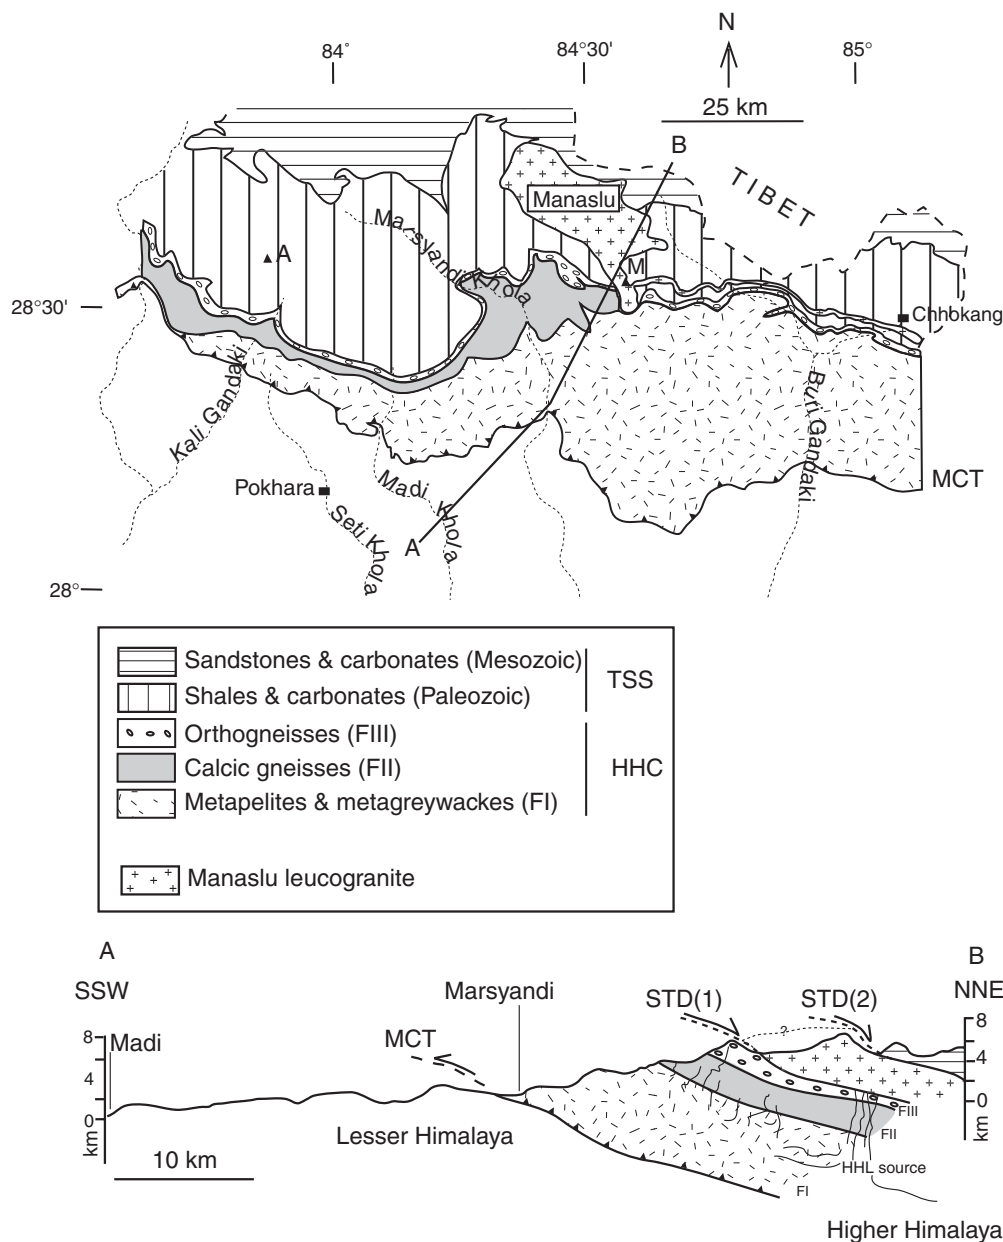 N
84°
84°30'
85°
25 km
B
TIBET
Manaslu
Marsyandi Khola
A
M
28°30'
Chhokang
Kali Gandaki
Buri Gandaki
MCT
Pokhara
Madi Khola
Seti Khola
A
28°
Sandstones & carbonates (Mesozoic)
TSS
Shales & carbonates (Paleozoic)
Orthogneisses (FIII)
HHC
Calcic gneisses (FII)
Metapelites & metagreywackes (FI)
Manaslu leucogranite
A
B
SSW
Marsyandi
STD(1)
STD(2)
NNE
8
Madi
MCT
?
8
4
4
0
0
km
km
Lesser Himalaya
FIII
FII
10 km
HHL source
FI
Higher Himalaya